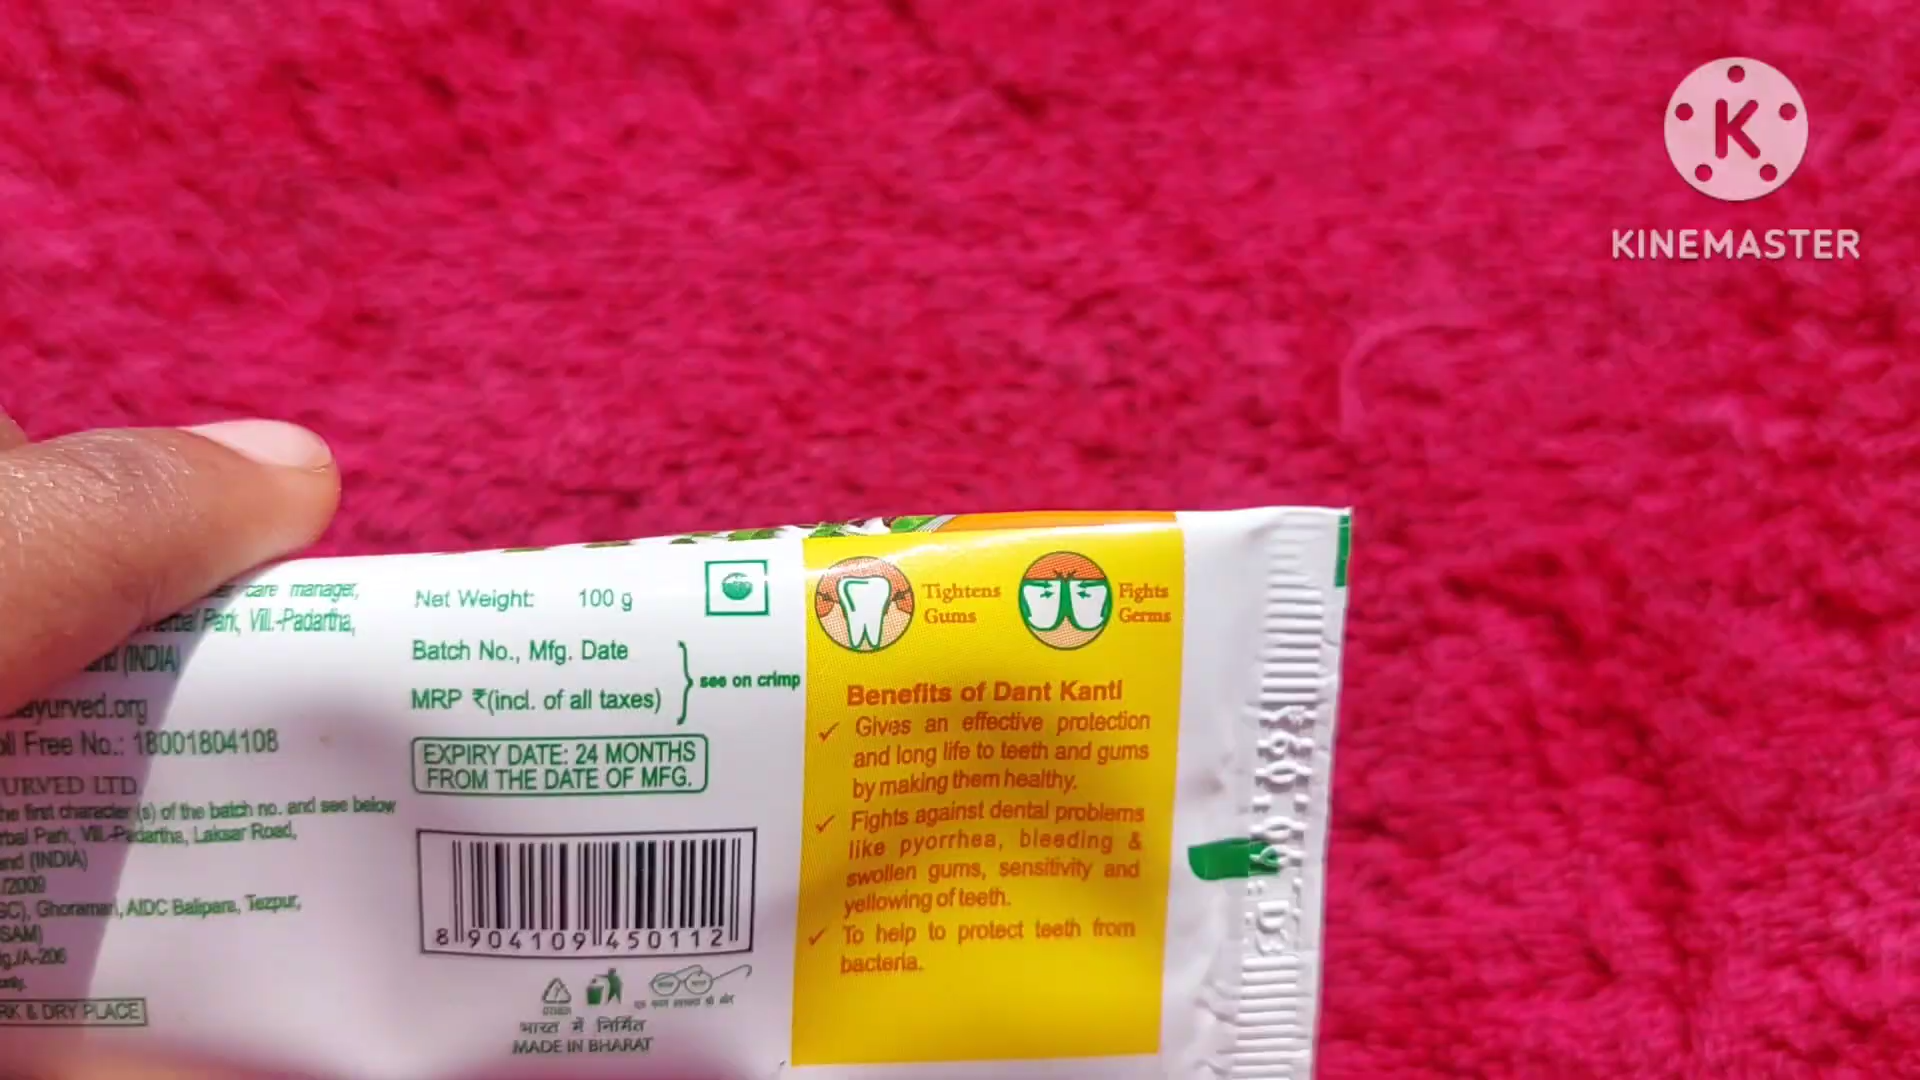 K
KINEMASTER
care manager,
Park, Vill.-Padartha,
(INDIA)
ayurved.org
Free No.: 18001804108
URVED LTD.
the first character (s) of the batch no. and see below
Park, Vill.-Padartha, Laksar Road,
(INDIA)
/2009
Ghoramari, AIDC Balipara, Tezpur,
A-206
& DRY PLACE
Net Weight: 100 g
Batch No., Mfg. Date
MRP ₹(incl. of all taxes)
see on crimp
EXPIRY DATE: 24 MONTHS
FROM THE DATE OF MFG.
8 904109 450112
OTHER
भारत में निर्मित
MADE IN BHARAT
Tightens
Gums
Fights
Germs
Benefits of Dant Kanti
Gives an effective protection
and long life to teeth and gums
by making them healthy.
Fights against dental problems
like pyorrhea, bleeding &
swollen gums, sensitivity and
yellowing of teeth.
To help to protect teeth from
bacteria.